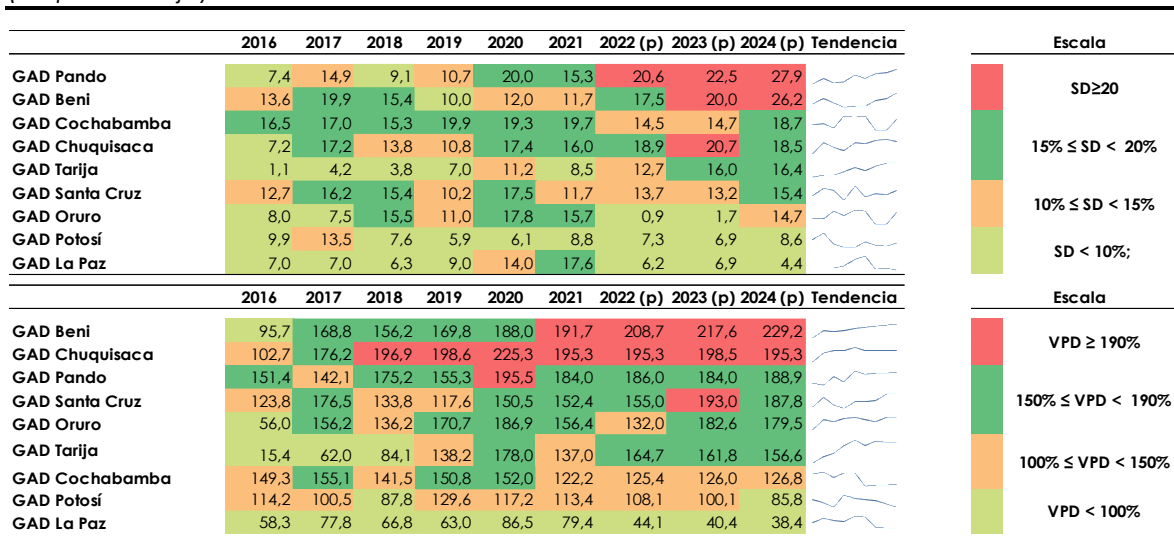 2016 2017 2018 2019 2020 2021 2022 (p) 2023 (p) 2024 (p) Tendencia Escala
GAD Pando 7,4 14,9 9,1 10,7 20,0 15,3 20,6 22,5 27,9
GAD Beni 13,6 19,9 15,4 10,0 12,0 11,7 17,5 20,0 26,2
SD≥20
GAD Cochabamba 16,5 17,0 15,3 19,9 19,3 19,7 14,5 14,7 18,7
GAD Chuquisaca 7,2 17,2 13,8 10,8 17,4 16,0 18,9 20,7 18,5
15% ≤ SD < 20%
GAD Tarija 1,1 4,2 3,8 7,0 11,2 8,5 12,7 16,0 16,4
GAD Santa Cruz 12,7 16,2 15,4 10,2 17,5 11,7 13,7 13,2 15,4
GAD Oruro 8,0 7,5 15,5 11,0 17,8 15,7 0,9 1,7 14,7
10% ≤ SD < 15%
GAD Potosí 9,9 13,5 7,6 5,9 6,1 8,8 7,3 6,9 8,6
GAD La Paz 7,0 7,0 6,3 9,0 14,0 17,6 6,2 6,9 4,4
SD < 10%;
2016 2017 2018 2019 2020 2021 2022 (p) 2023 (p) 2024 (p) Tendencia Escala
GAD Beni 95,7 168,8 156,2 169,8 188,0 191,7 208,7 217,6 229,2
VPD ≥ 190%
GAD Chuquisaca 102,7 176,2 196,9 198,6 225,3 195,3 195,3 198,5 195,3
GAD Pando 151,4 142,1 175,2 155,3 195,5 184,0 186,0 184,0 188,9
GAD Santa Cruz 123,8 176,5 133,8 117,6 150,5 152,4 155,0 193,0 187,8
150% ≤ VPD < 190%
GAD Oruro 56,0 156,2 136,2 170,7 186,9 156,4 132,0 182,6 179,5
GAD Tarija 15,4 62,0 84,1 138,2 178,0 137,0 164,7 161,8 156,6
100% ≤ VPD < 150%
GAD Cochabamba 149,3 155,1 141,5 150,8 152,0 122,2 125,4 126,0 126,8
GAD Potosí 114,2 100,5 87,8 129,6 117,2 113,4 108,1 100,1 85,8
VPD < 100%
GAD La Paz 58,3 77,8 66,8 63,0 86,5 79,4 44,1 40,4 38,4